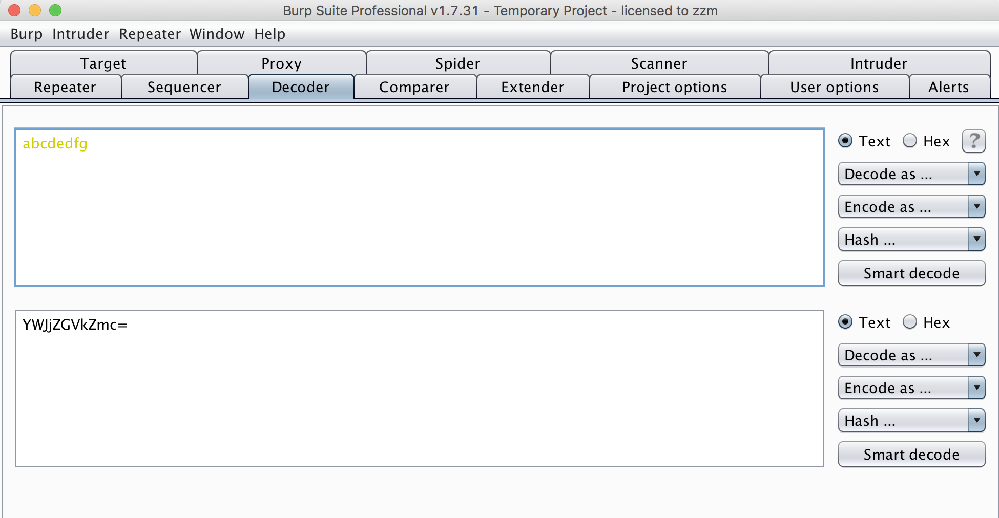 Burp Suite Professional v1.7.31 - Temporary Project - licensed to zzm
Burp Intruder Repeater Window Help
Target Proxy Spider Scanner Intruder
Repeater Sequencer Decoder Comparer Extender Project options User options Alerts
abcdedfg
Text Hex ?
Decode as ...
Encode as ...
Hash ...
Smart decode
YWJjZGVkZmc=
Text Hex
Decode as ...
Encode as ...
Hash ...
Smart decode